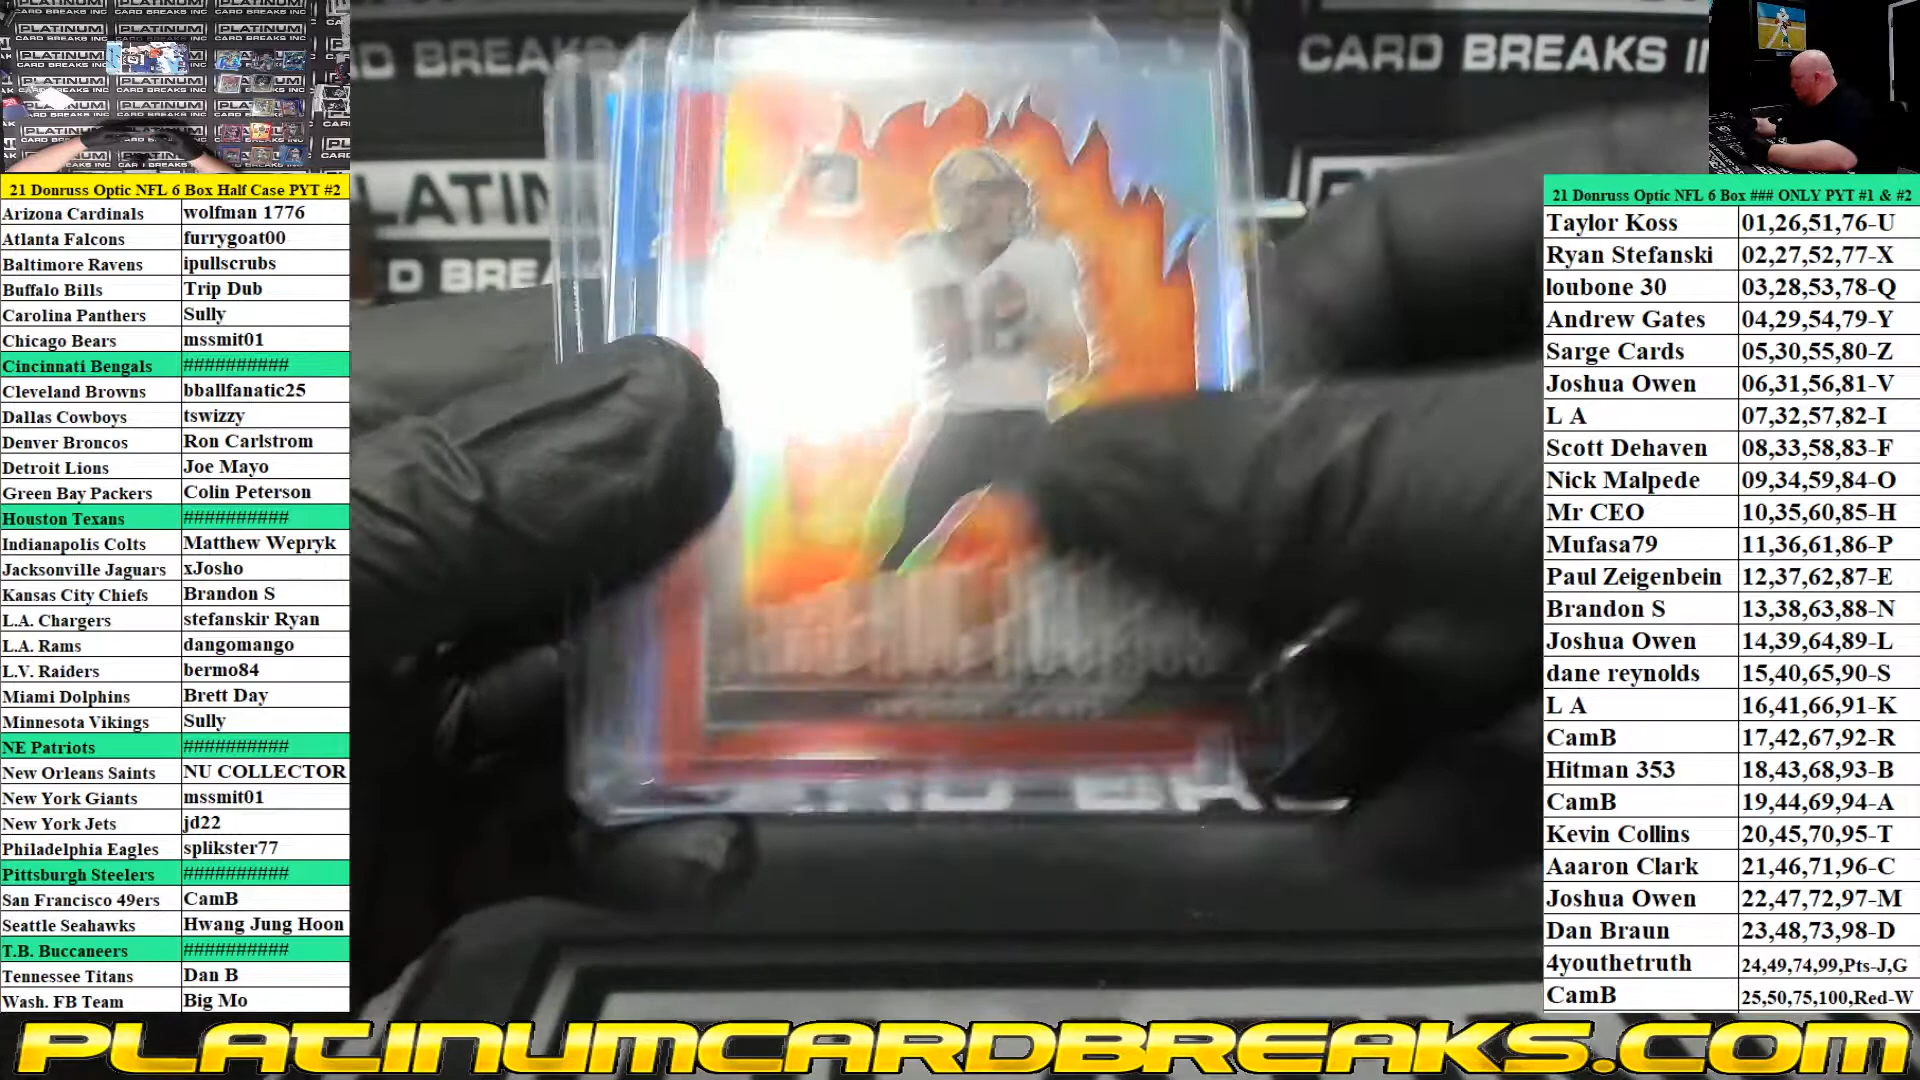 21 Donruss Optic NFL 6 Box Half Case PYT #2
Arizona Cardinals wolfman 1776
Atlanta Falcons furrygoat00
Baltimore Ravens ipullscrubs
Buffalo Bills Trip Dub
Carolina Panthers Sully
Chicago Bears mssmit01
Cincinnati Bengals ##########
Cleveland Browns bballfanatic25
Dallas Cowboys tswizzy
Denver Broncos Ron Carlstrom
Detroit Lions Joe Mayo
Green Bay Packers Colin Peterson
Houston Texans ##########
Indianapolis Colts Matthew Wepryk
Jacksonville Jaguars xJosho
Kansas City Chiefs Brandon S
L.A. Chargers stefanskir Ryan
L.A. Rams dangomango
L.V. Raiders bermo84
Miami Dolphins Brett Day
Minnesota Vikings Sully
NE Patriots ##########
New Orleans Saints NU COLLECTOR
New York Giants mssmit01
New York Jets jd22
Philadelphia Eagles splikster77
Pittsburgh Steelers ##########
San Francisco 49ers CamB
Seattle Seahawks Hwang Jung Hoon
T.B. Buccaneers ##########
Tennessee Titans Dan B
Wash. FB Team Big Mo
PLATINUM
CARD BREAKS INC
D BREAKS
CARD BREAKS IN
PLATIN
D BREA
21 Donruss Optic NFL 6 Box ### ONLY PYT #1 & #2
Taylor Koss 01,26,51,76-U
Ryan Stefanski 02,27,52,77-X
loubone 30 03,28,53,78-Q
Andrew Gates 04,29,54,79-Y
Sarge Cards 05,30,55,80-Z
Joshua Owen 06,31,56,81-V
L A 07,32,57,82-I
Scott Dehaven 08,33,58,83-F
Nick Malpede 09,34,59,84-O
Mr CEO 10,35,60,85-H
Mufasa79 11,36,61,86-P
Paul Zeigenbein 12,37,62,87-E
Brandon S 13,38,63,88-N
Joshua Owen 14,39,64,89-L
dane reynolds 15,40,65,90-S
L A 16,41,66,91-K
CamB 17,42,67,92-R
Hitman 353 18,43,68,93-B
CamB 19,44,69,94-A
Kevin Collins 20,45,70,95-T
Aaaron Clark 21,46,71,96-C
Joshua Owen 22,47,72,97-M
Dan Braun 23,48,73,98-D
4youthetruth 24,49,74,99,Pts-J,G
CamB 25,50,75,100,Red-W
PLATINUMCARDBREAKS.COM